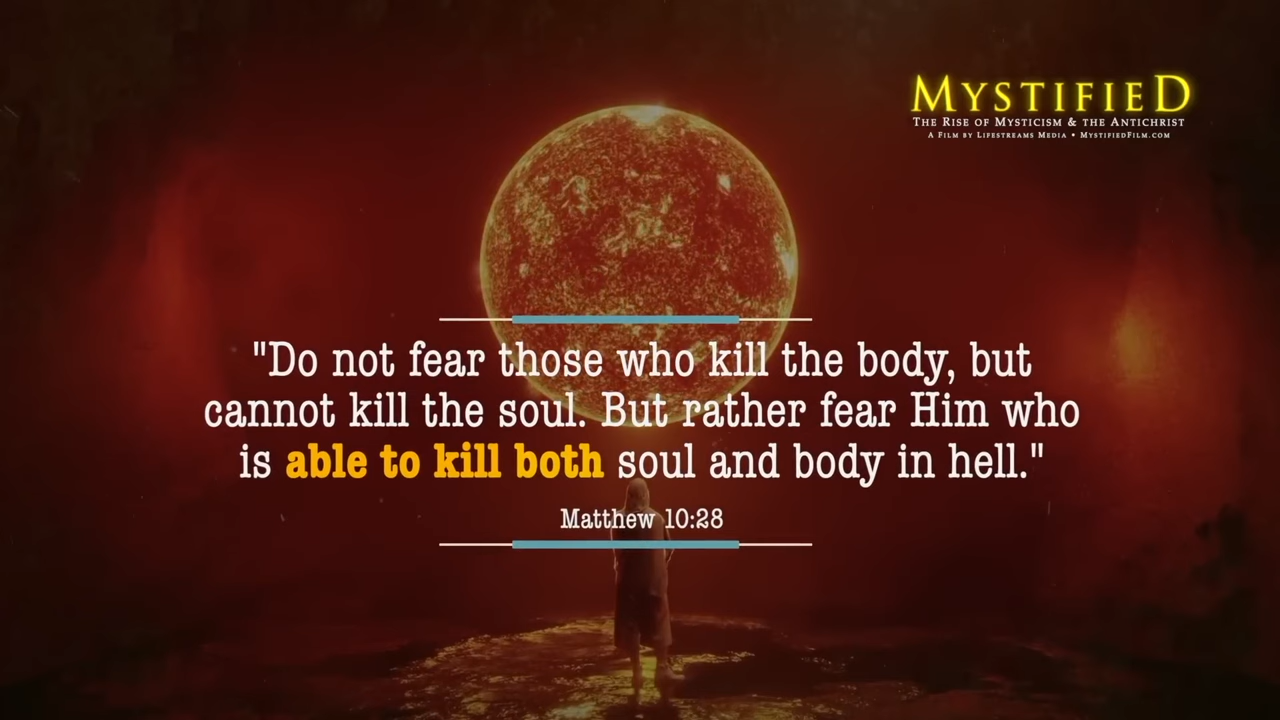 MYSTIFIED
THE RISE OF MYSTICISM & THE ANTICHRIST
A FILM BY LIFESTREAMS MEDIA • MYSTIFIEDFILM.COM
"Do not fear those who kill the body, but
cannot kill the soul. But rather fear Him who
is able to kill both soul and body in hell."
Matthew 10:28